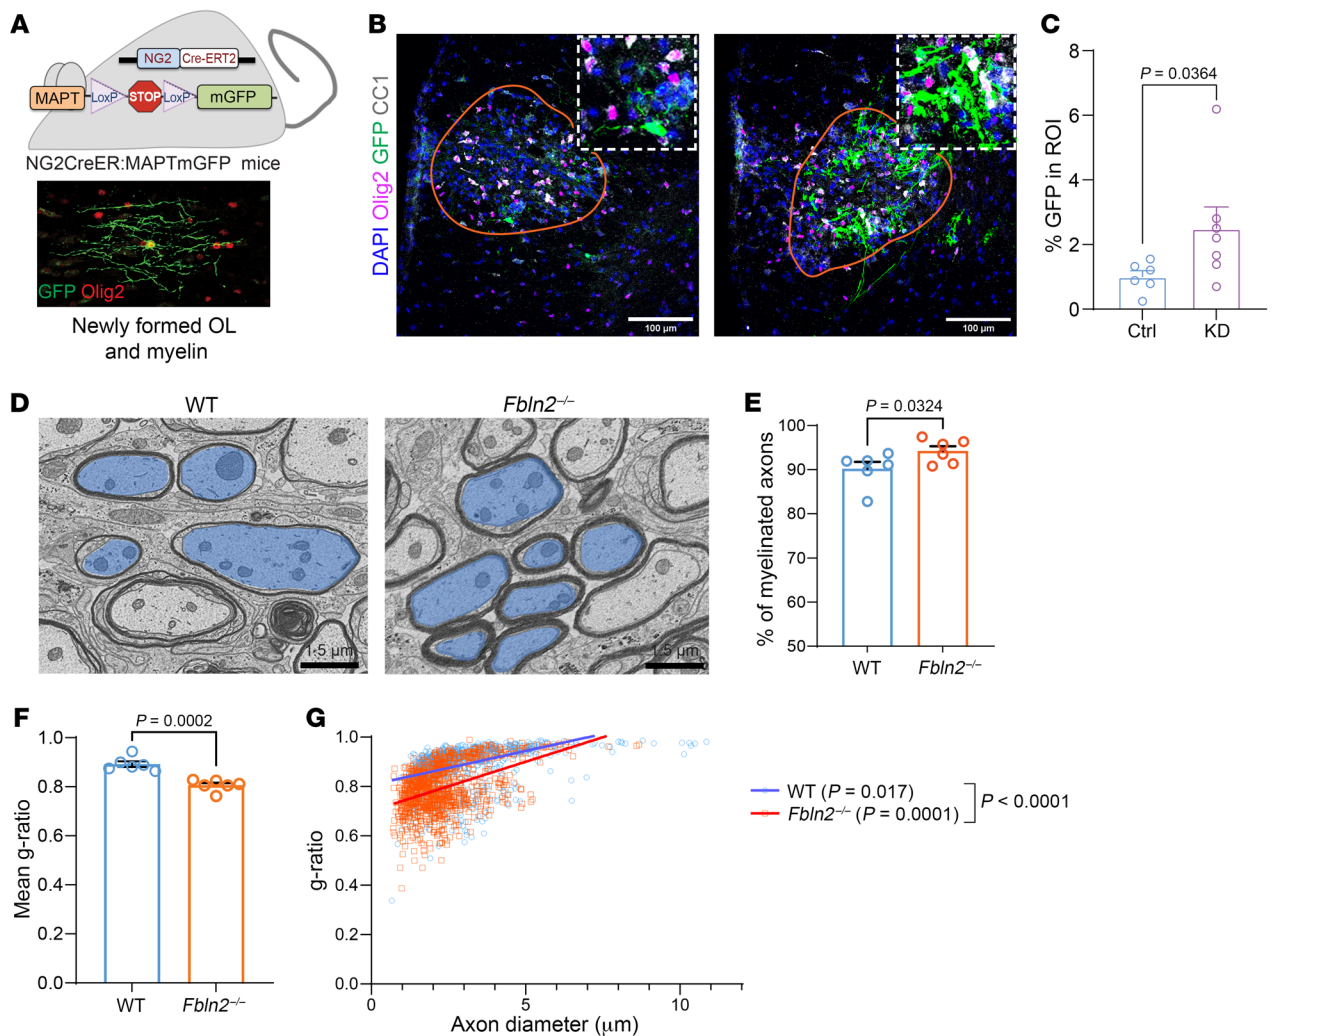 A
NG2 Cre-ERT2
MAPT LoxP STOP LoxP mGFP
NG2CreER:MAPTmGFP mice
GFP Olig2
Newly formed OL
and myelin
B
DAPI Olig2 GFP CC1
100 µm
100 µm
C
P = 0.0364
% GFP in ROI
8
6
4
2
0
Ctrl KD
D
WT
Fbln2–/–
1.5 µm
1.5 µm
E
P = 0.0324
% of myelinated axons
100
90
80
70
60
50
WT Fbln2–/–
F
P = 0.0002
Mean g-ratio
1.0
0.8
0.6
0.4
0.2
0.0
WT Fbln2–/–
G
g-ratio
1.0
0.8
0.6
0.4
0.2
0.0
0 5 10
Axon diameter (µm)
WT (P = 0.017)
Fbln2–/– (P = 0.0001)
P < 0.0001